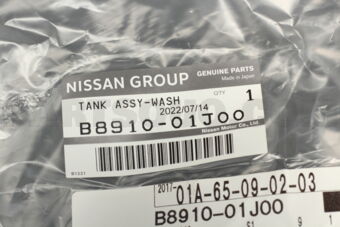 NISSAN GROUP
GENUINE PARTS
Made in Japan
TANK ASSY-WASH
QTY
1
2022/07/14
B8910-01J00
Nissan Motor Co., Ltd.
2017
01A-65-09-02-03
B8910-01J00